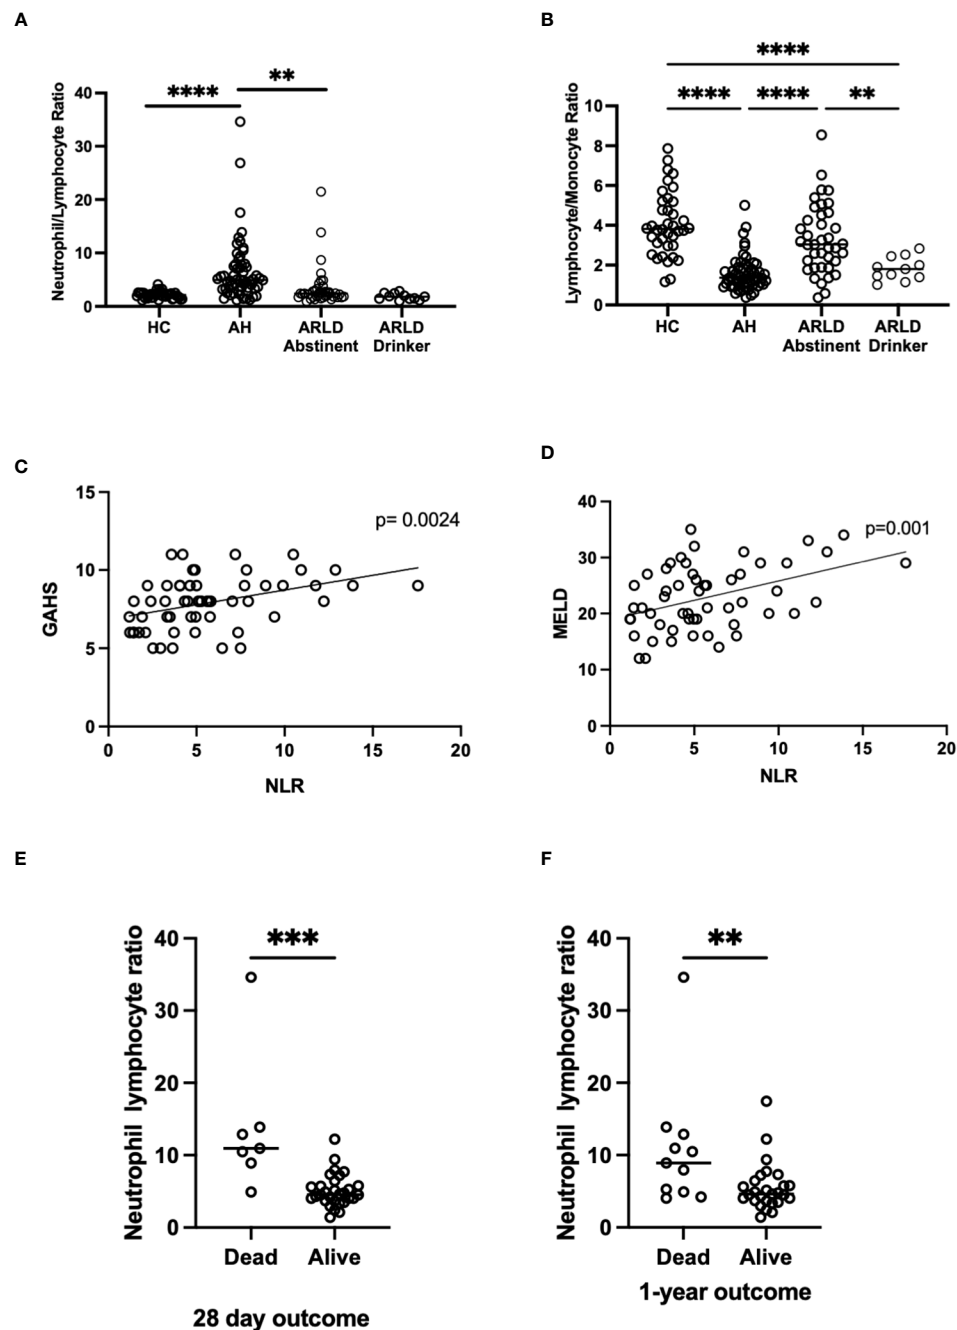 A
Neutrophil/Lymphocyte Ratio
40
30
20
10
0
****
**
HC
AH
ARLD
Abstinent
ARLD
Drinker
B
Lymphocyte/Monocyte Ratio
10
8
6
4
2
0
****
****
****
**
HC
AH
ARLD
Abstinent
ARLD
Drinker
C
GAHS
15
10
5
0
p= 0.0024
0
5
10
15
20
NLR
D
MELD
40
30
20
10
0
p=0.001
0
5
10
15
20
NLR
E
Neutrophil lymphocyte ratio
40
30
20
10
0
***
Dead
Alive
28 day outcome
F
Neutrophil lymphocyte ratio
40
30
20
10
0
**
Dead
Alive
1-year outcome